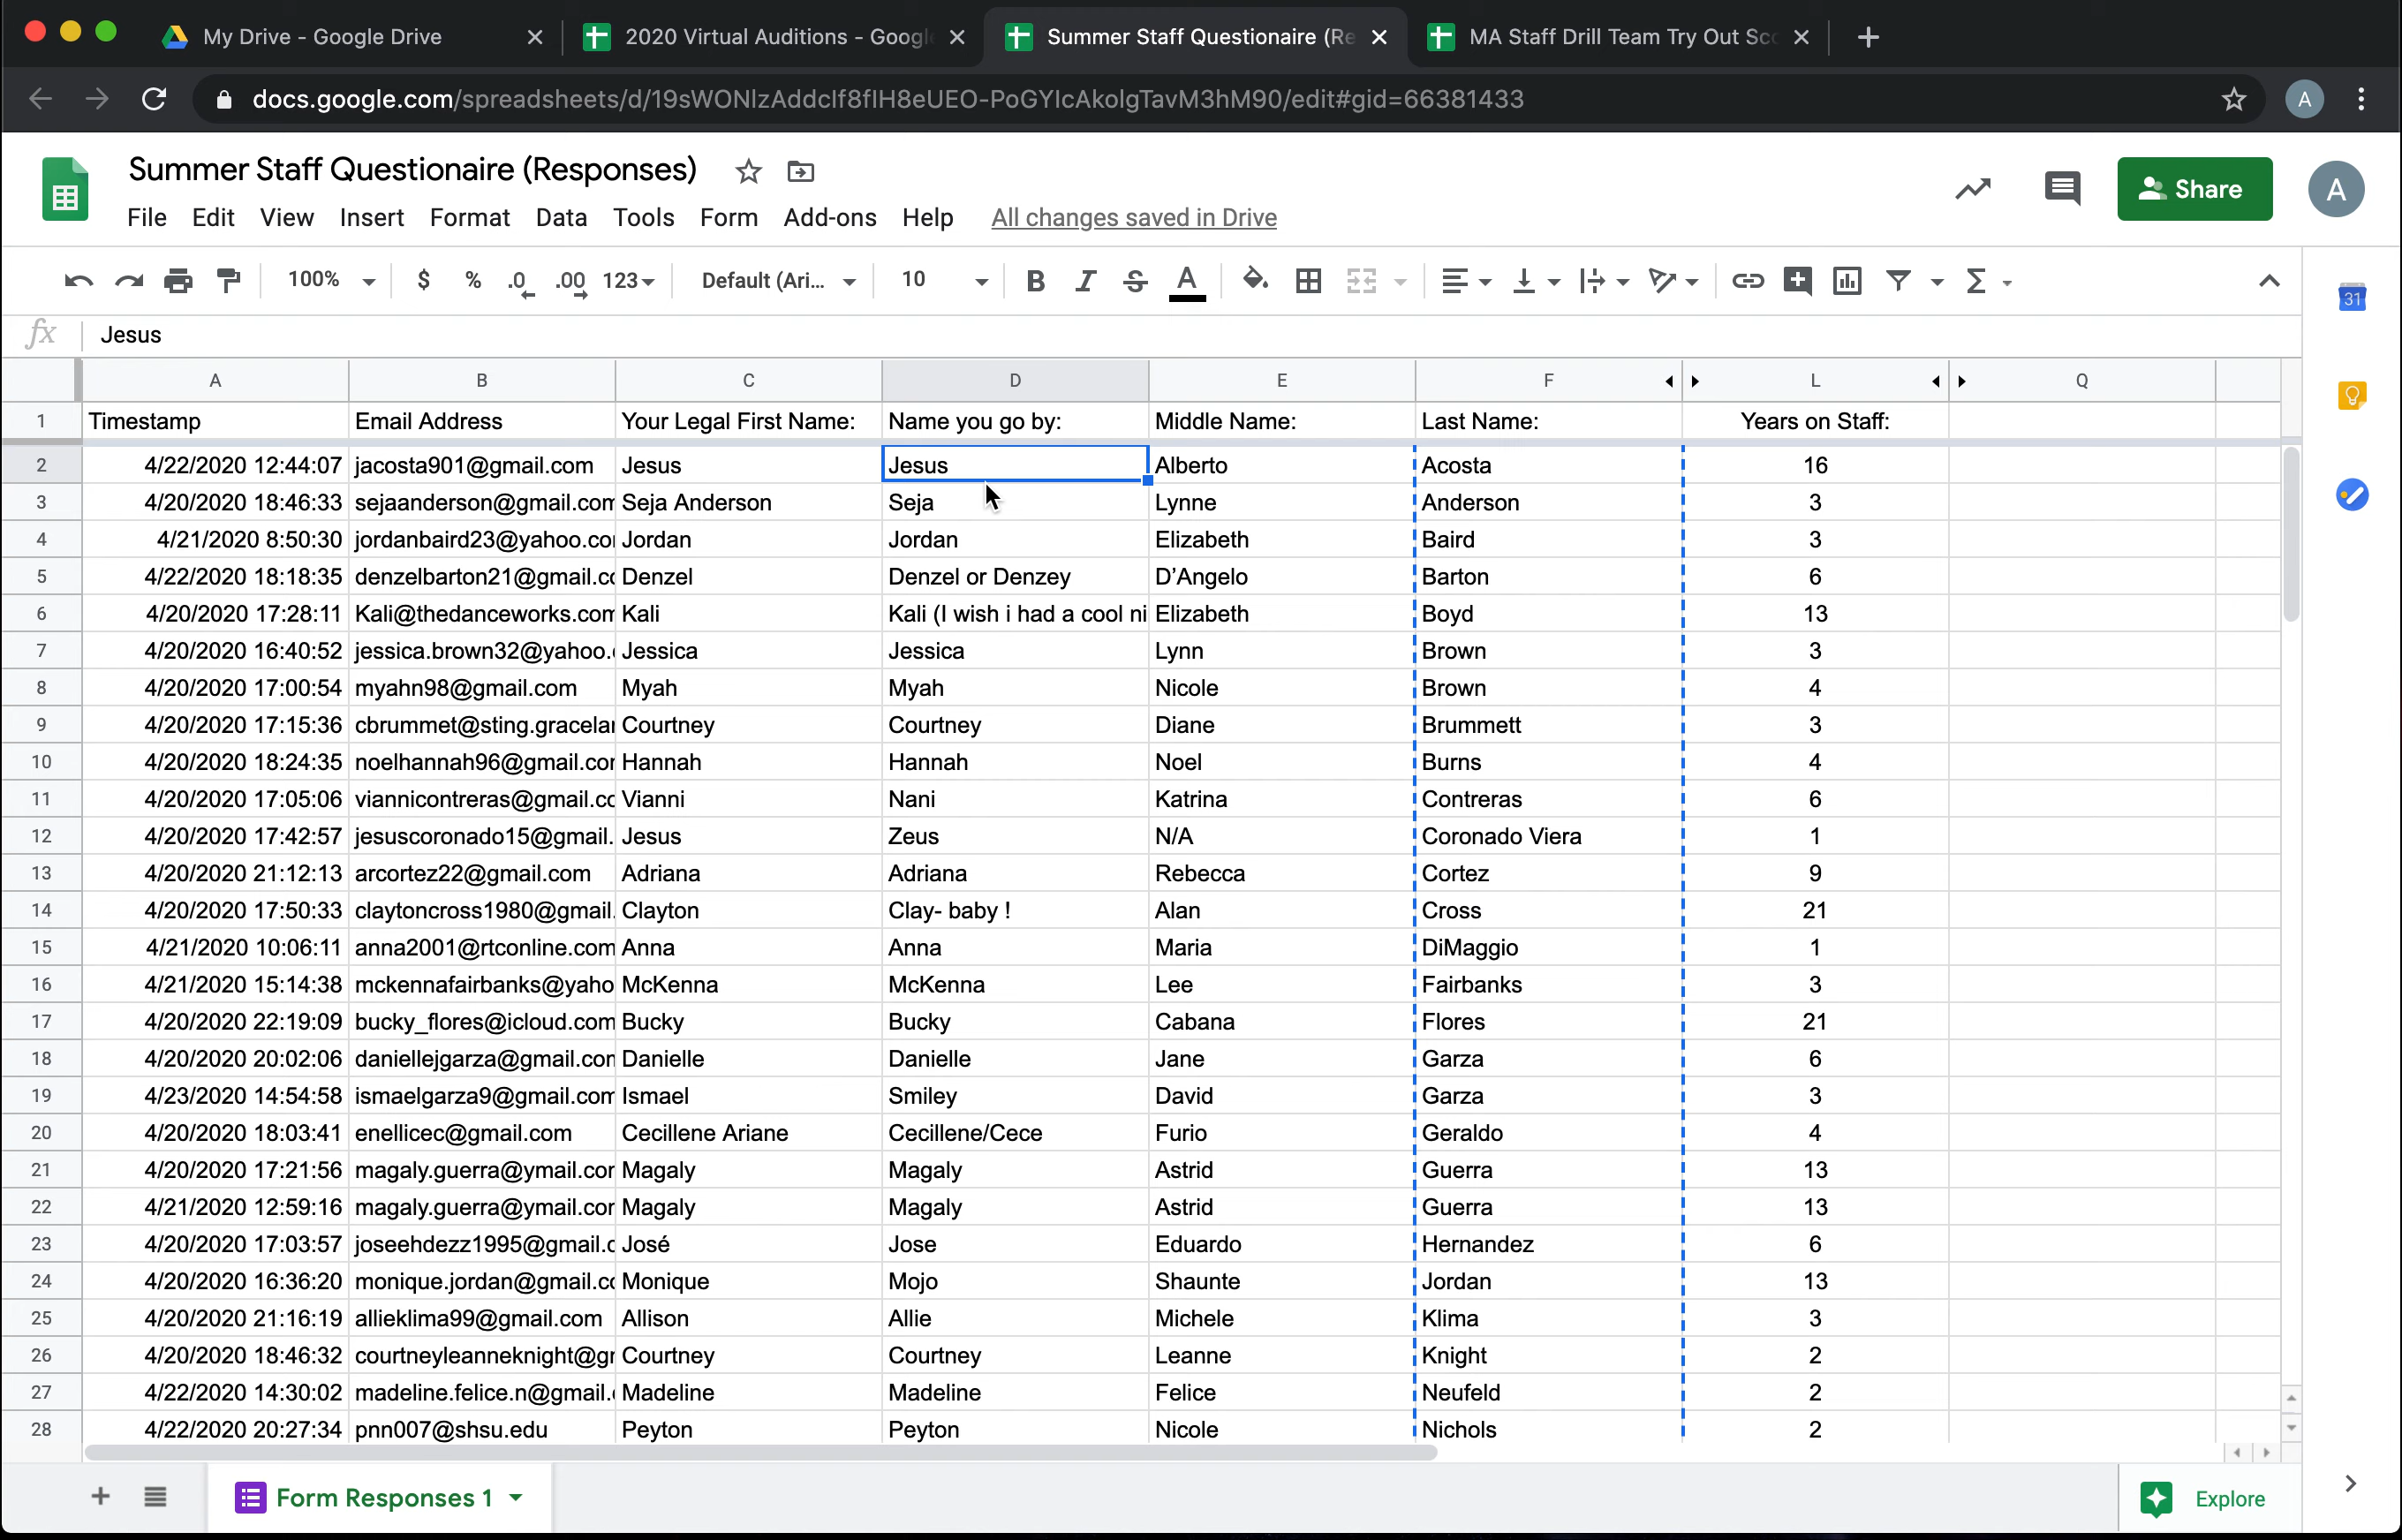 My Drive - Google Drive
2020 Virtual Auditions - Googl
Summer Staff Questionaire (Re
MA Staff Drill Team Try Out Sc
docs.google.com/spreadsheets/d/19sWONlzAddclf8flH8eUEO-PoGYlcAkolgTavM3hM90/edit#gid=66381433
A
Summer Staff Questionaire (Responses)
Share
A
File Edit View Insert Format Data Tools Form Add-ons Help All changes saved in Drive
100% $ % .0 .00 123 Default (Ari... 10 B I S A
31
fx Jesus
A B C D E F L Q
1 Timestamp Email Address Your Legal First Name: Name you go by: Middle Name: Last Name: Years on Staff:
2 4/22/2020 12:44:07 jacosta901@gmail.com Jesus Jesus Alberto Acosta 16
3 4/20/2020 18:46:33 sejaanderson@gmail.com Seja Anderson Seja Lynne Anderson 3
4 4/21/2020 8:50:30 jordanbaird23@yahoo.co Jordan Jordan Elizabeth Baird 3
5 4/22/2020 18:18:35 denzelbarton21@gmail.c Denzel Denzel or Denzey D'Angelo Barton 6
6 4/20/2020 17:28:11 Kali@thedanceworks.com Kali Kali (I wish i had a cool ni Elizabeth Boyd 13
7 4/20/2020 16:40:52 jessica.brown32@yahoo. Jessica Jessica Lynn Brown 3
8 4/20/2020 17:00:54 myahn98@gmail.com Myah Myah Nicole Brown 4
9 4/20/2020 17:15:36 cbrummet@sting.gracela Courtney Courtney Diane Brummett 3
10 4/20/2020 18:24:35 noelhannah96@gmail.co Hannah Hannah Noel Burns 4
11 4/20/2020 17:05:06 viannicontreras@gmail.c Vianni Nani Katrina Contreras 6
12 4/20/2020 17:42:57 jesuscoronado15@gmail. Jesus Zeus N/A Coronado Viera 1
13 4/20/2020 21:12:13 arcortez22@gmail.com Adriana Adriana Rebecca Cortez 9
14 4/20/2020 17:50:33 claytoncross1980@gmail. Clayton Clay- baby ! Alan Cross 21
15 4/21/2020 10:06:11 anna2001@rtconline.com Anna Anna Maria DiMaggio 1
16 4/21/2020 15:14:38 mckennafairbanks@yaho McKenna McKenna Lee Fairbanks 3
17 4/20/2020 22:19:09 bucky_flores@icloud.com Bucky Bucky Cabana Flores 21
18 4/20/2020 20:02:06 daniellejgarza@gmail.com Danielle Danielle Jane Garza 6
19 4/23/2020 14:54:58 ismaelgarza9@gmail.com Ismael Smiley David Garza 3
20 4/20/2020 18:03:41 enellicec@gmail.com Cecillene Ariane Cecillene/Cece Furio Geraldo 4
21 4/20/2020 17:21:56 magaly.guerra@ymail.cor Magaly Magaly Astrid Guerra 13
22 4/21/2020 12:59:16 magaly.guerra@ymail.cor Magaly Magaly Astrid Guerra 13
23 4/20/2020 17:03:57 joseehdezz1995@gmail.c José Jose Eduardo Hernandez 6
24 4/20/2020 16:36:20 monique.jordan@gmail.c Monique Mojo Shaunte Jordan 13
25 4/20/2020 21:16:19 allieklima99@gmail.com Allison Allie Michele Klima 3
26 4/20/2020 18:46:32 courtneyleanneknight@g Courtney Courtney Leanne Knight 2
27 4/22/2020 14:30:02 madeline.felice.n@gmail. Madeline Madeline Felice Neufeld 2
28 4/22/2020 20:27:34 pnn007@shsu.edu Peyton Peyton Nicole Nichols 2
Form Responses 1
Explore